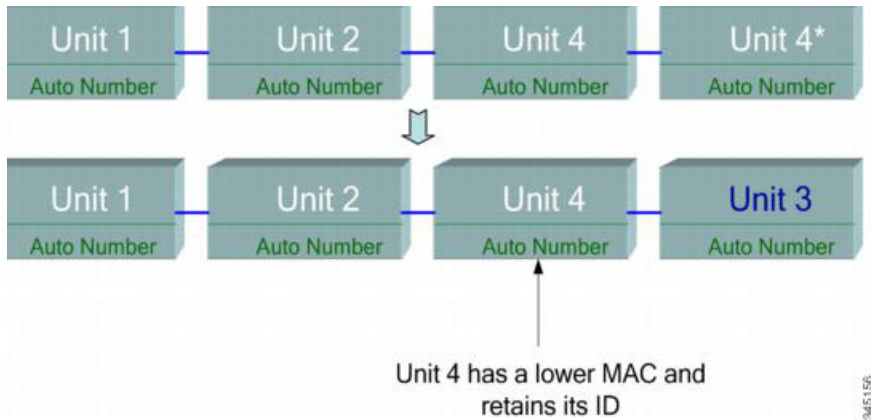 Unit 1 Unit 2 Unit 4 Unit 4*
Auto Number Auto Number Auto Number Auto Number
Unit 1 Unit 2 Unit 4 Unit 3
Auto Number Auto Number Auto Number Auto Number
Unit 4 has a lower MAC and
retains its ID
345156